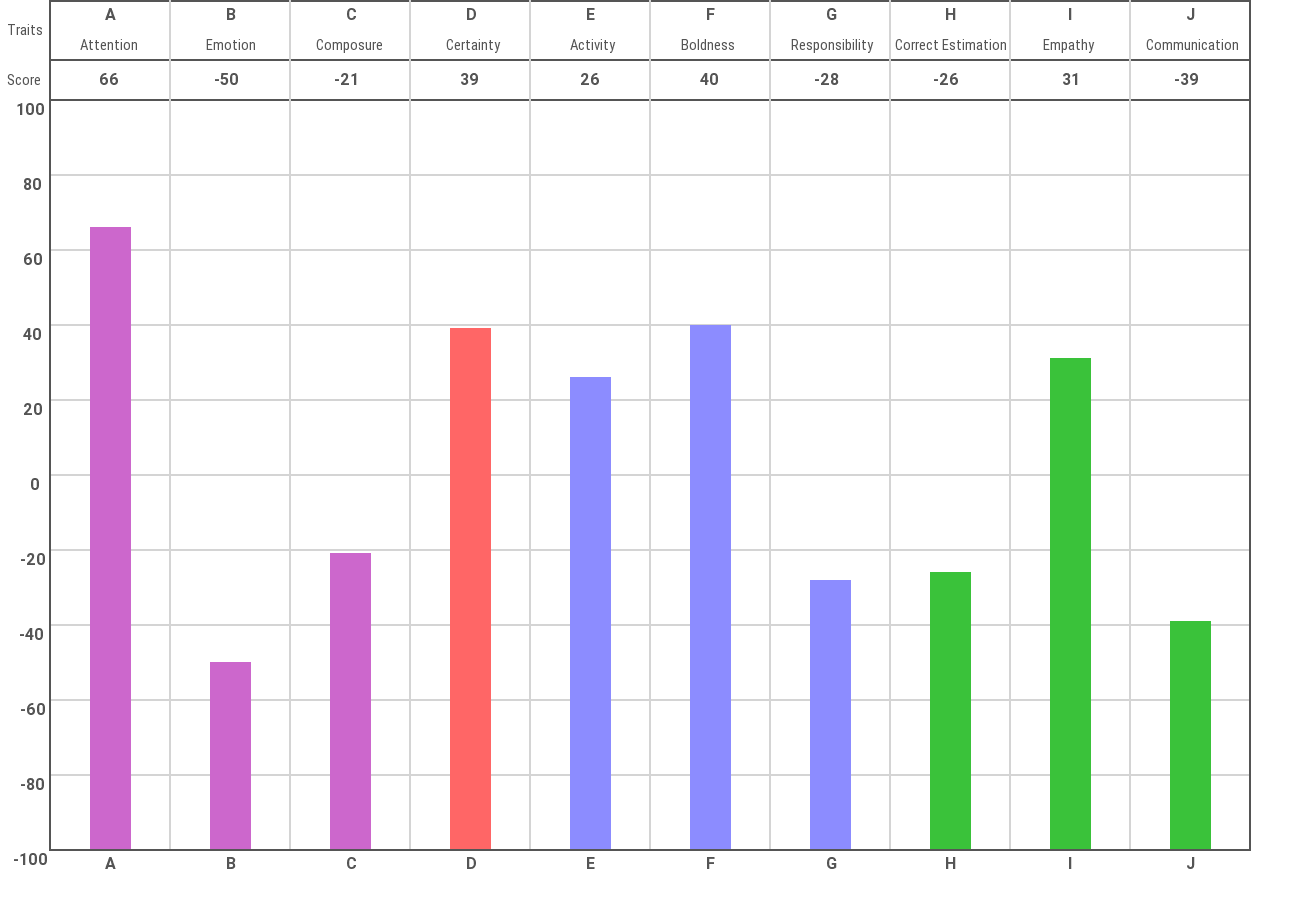 A B C D E F G H I J
Traits
Attention Emotion Composure Certainty Activity Boldness Responsibility Correct Estimation Empathy Communication
Score 66 -50 -21 39 26 40 -28 -26 31 -39
100
80
60
40
20
0
-20
-40
-60
-80
-100
A B C D E F G H I J